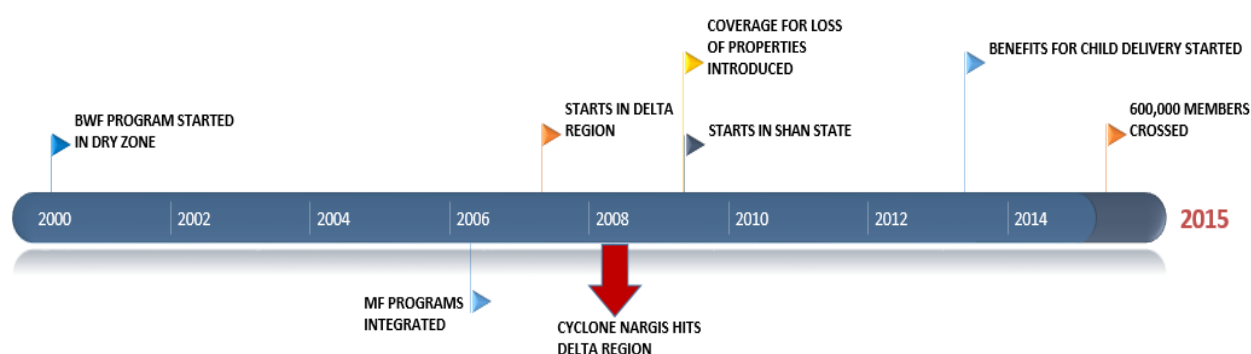 COVERAGE FOR LOSS
OF PROPERTIES
INTRODUCED
BENEFITS FOR CHILD DELIVERY STARTED
BWF PROGRAM STARTED
IN DRY ZONE
STARTS IN DELTA
REGION
STARTS IN SHAN STATE
600,000 MEMBERS
CROSSED
2000
2002
2004
2006
2008
2010
2012
2014
2015
MF PROGRAMS
INTEGRATED
CYCLONE NARGIS HITS
DELTA REGION